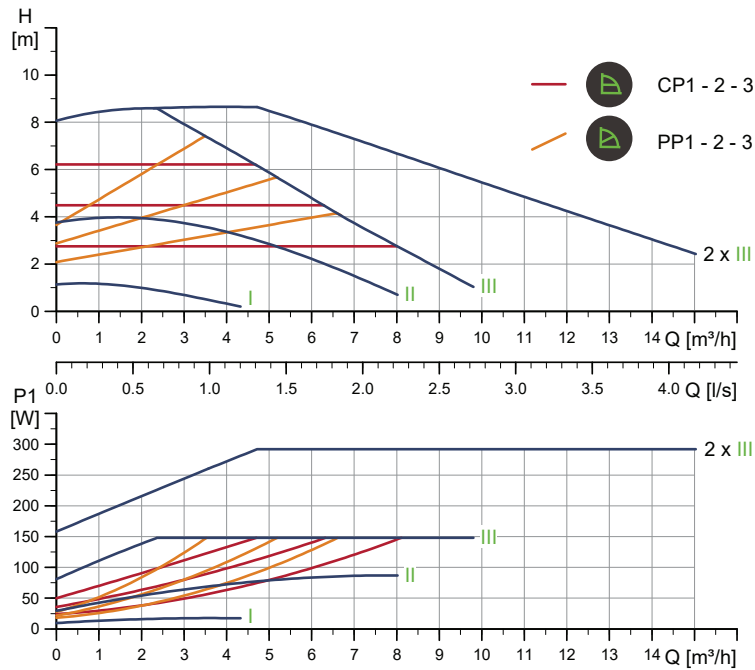 H
[m]
10
8
6
4
2
0
CP1 - 2 - 3
PP1 - 2 - 3
2 x III
III
II
I
0 1 2 3 4 5 6 7 8 9 10 11 12 13 14 Q [m³/h]
0.0 0.5 1.0 1.5 2.0 2.5 3.0 3.5 4.0 Q [l/s]
P1
[W]
300
250
200
150
100
50
0
2 x III
III
II
I
0 1 2 3 4 5 6 7 8 9 10 11 12 13 14 Q [m³/h]